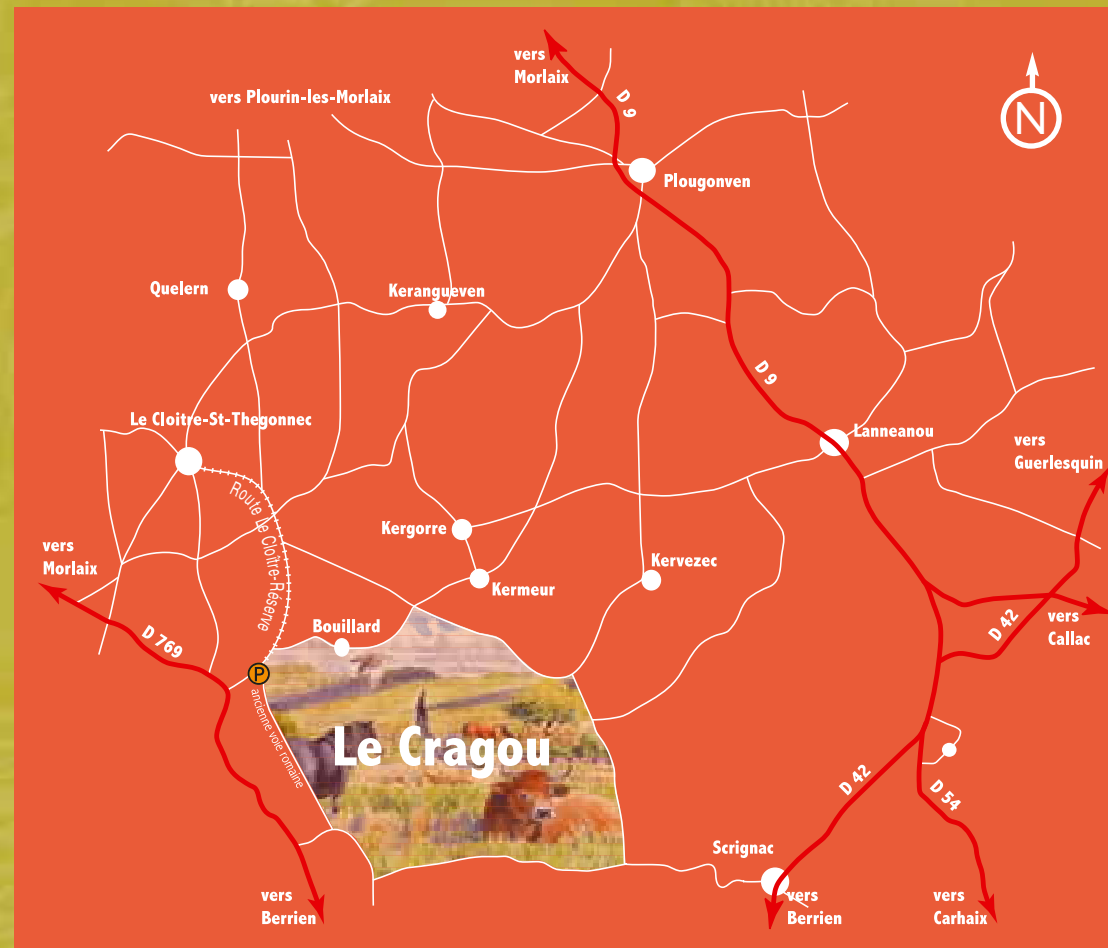 vers
Morlaix
D 9
N
vers Plourin-les-Morlaix
Plougonven
Quelern
Kerangueven
D 9
Le Cloitre-St-Thegonnec
Lanneanou
vers
Guerlesquin
Route Le Cloître-Réserve
Kergorre
vers
Morlaix
Kervezec
Kermeur
Bouillard
D 769
D 42
vers
Callac
P
ancienne voie romaine
Le Cragou
D 42
D 54
Scrignac
vers
Berrien
vers
Berrien
vers
Carhaix